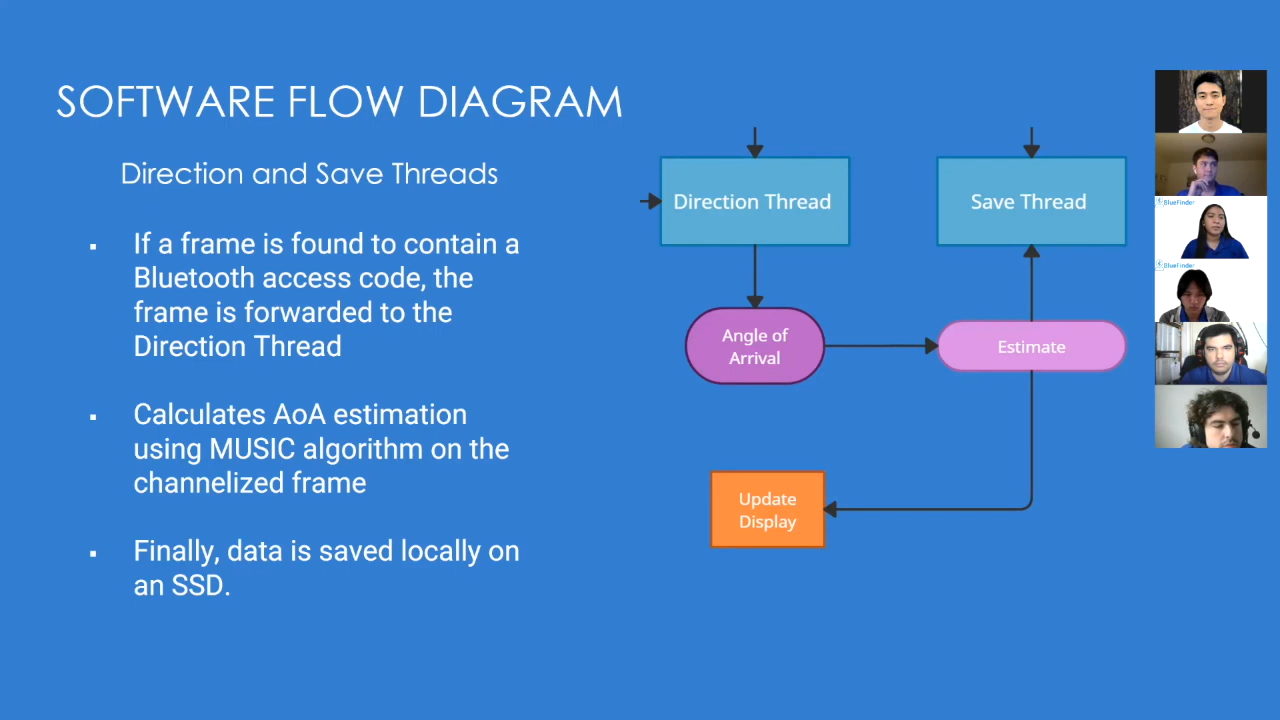 SOFTWARE FLOW DIAGRAM
Direction and Save Threads
▪ If a frame is found to contain a
Bluetooth access code, the
frame is forwarded to the
Direction Thread
▪ Calculates AoA estimation
using MUSIC algorithm on the
channelized frame
▪ Finally, data is saved locally on
an SSD.
Direction Thread
Save Thread
Angle of
Arrival
Estimate
Update
Display
BlueFinder
BlueFinder